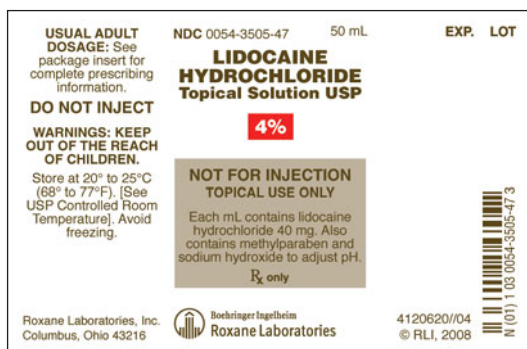 USUAL ADULT
DOSAGE: See
package insert for
complete prescribing
information.
DO NOT INJECT
WARNINGS: KEEP
OUT OF THE REACH
OF CHILDREN.
Store at 20° to 25°C
(68° to 77°F). [See
USP Controlled Room
Temperature]. Avoid
freezing.
Roxane Laboratories, Inc.
Columbus, Ohio 43216
NDC 0054-3505-47 50 mL
LIDOCAINE
HYDROCHLORIDE
Topical Solution USP
4%
NOT FOR INJECTION
TOPICAL USE ONLY
Each mL contains lidocaine
hydrochloride 40 mg. Also
contains methylparaben and
sodium hydroxide to adjust pH.
Rx only
Boehringer Ingelheim
Roxane Laboratories
EXP. LOT
N (01) 1 03 0054-3505-47 3
4120620//04
© RLI, 2008